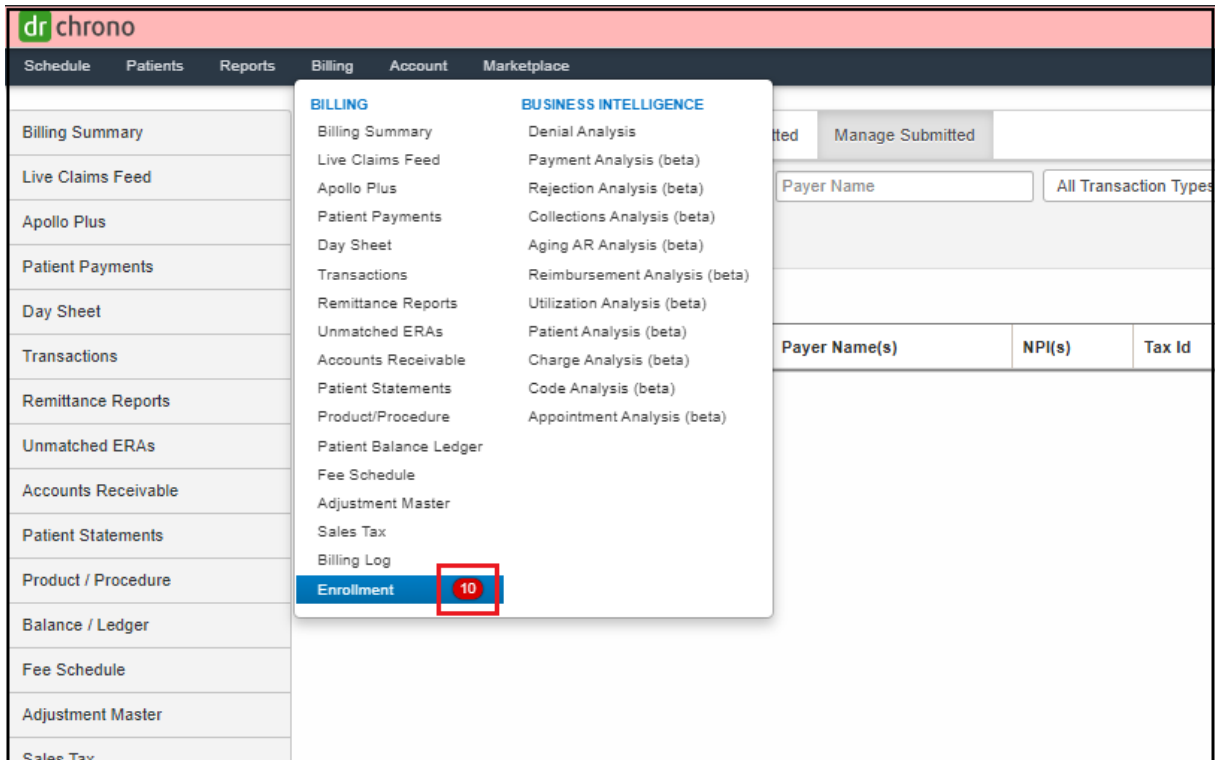 dr chrono
Schedule Patients Reports Billing Account Marketplace
Billing Summary
Live Claims Feed
Apollo Plus
Patient Payments
Day Sheet
Transactions
Remittance Reports
Unmatched ERAs
Accounts Receivable
Patient Statements
Product / Procedure
Balance / Ledger
Fee Schedule
Adjustment Master
Sales Tax
BILLING
Billing Summary
Live Claims Feed
Apollo Plus
Patient Payments
Day Sheet
Transactions
Remittance Reports
Unmatched ERAs
Accounts Receivable
Patient Statements
Product/Procedure
Patient Balance Ledger
Fee Schedule
Adjustment Master
Sales Tax
Billing Log
Enrollment 10
BUSINESS INTELLIGENCE
Denial Analysis
Payment Analysis (beta)
Rejection Analysis (beta)
Collections Analysis (beta)
Aging AR Analysis (beta)
Reimbursement Analysis (beta)
Utilization Analysis (beta)
Patient Analysis (beta)
Charge Analysis (beta)
Code Analysis (beta)
Appointment Analysis (beta)
tted Manage Submitted
Payer Name All Transaction Types
Payer Name(s) NPI(s) Tax Id